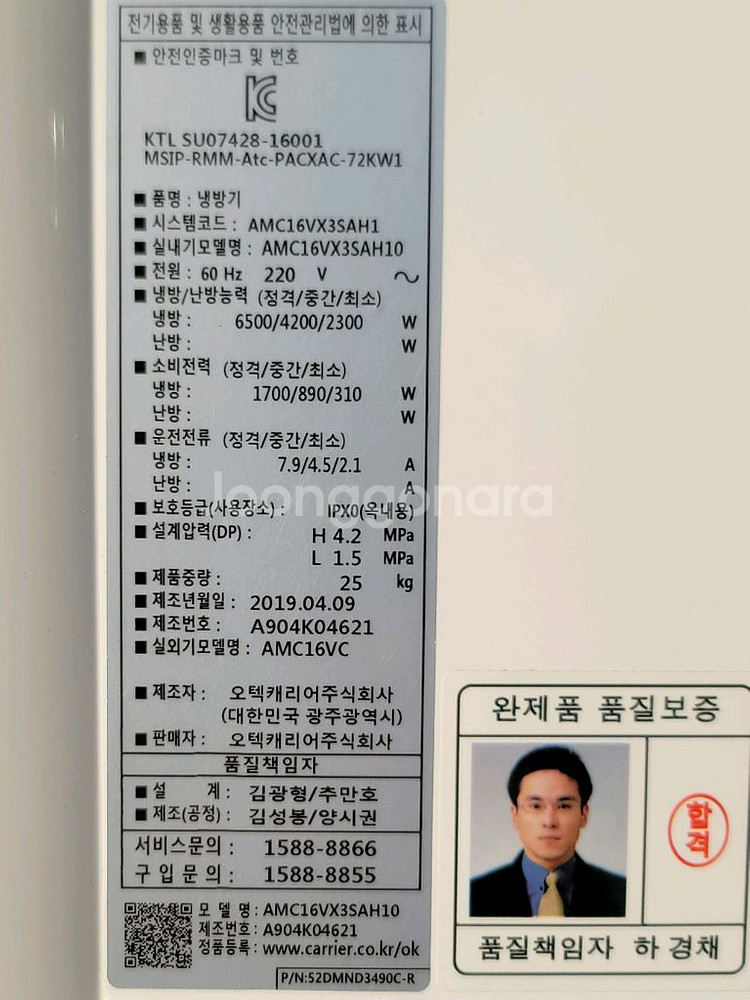 전기용품 및 생활용품 안전관리법에 의한 표시
■ 안전인증마크 및 번호
KC
KTL SU07428-16001
MSIP-RMM-Atc-PACXAC-72KW1
■ 품명 : 냉방기
■ 시스템코드 : AMC16VX3SAH1
■ 실내기모델명 : AMC16VX3SAH10
■ 전원 : 60 Hz 220 V ~
■ 냉방/난방능력 (정격/중간/최소)
냉방 : 6500/4200/2300 W
난방 : W
■ 소비전력 (정격/중간/최소)
냉방 : 1700/890/310 W
난방 : W
■ 운전전류 (정격/중간/최소)
냉방 : 7.9/4.5/2.1 A
난방 : A
■ 보호등급(사용장소) : IPX0(옥내용)
■ 설계압력(DP) : H 4.2 MPa
L 1.5 MPa
■ 제품중량 : 25 kg
■ 제조년월일 : 2019.04.09
■ 제조번호 : A904K04621
■ 실외기모델명 : AMC16VC
■ 제조자 : 오텍캐리어주식회사
(대한민국 광주광역시)
■ 판매자 : 오텍캐리어주식회사
품질책임자
■ 설 계 : 김광형/추만호
■ 제조(공정) : 김성봉/양시권
서비스문의 : 1588-8866
구 입 문 의 : 1588-8855
모 델 명 : AMC16VX3SAH10
제조번호 : A904K04621
정품등록 : www.carrier.co.kr/ok
P/N:52DMND3490C-R
완제품 품질보증
합격
품질책임자 하 경채
joonggonara